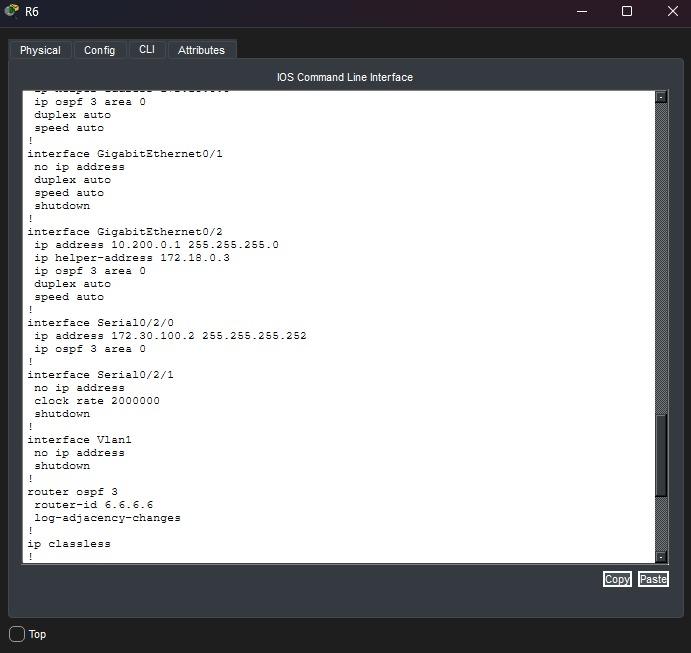 R6
Physical Config CLI Attributes
IOS Command Line Interface
ip ospf 3 area 0
duplex auto
speed auto
!
interface GigabitEthernet0/1
no ip address
duplex auto
speed auto
shutdown
!
interface GigabitEthernet0/2
ip address 10.200.0.1 255.255.255.0
ip helper-address 172.18.0.3
ip ospf 3 area 0
duplex auto
speed auto
!
interface Serial0/2/0
ip address 172.30.100.2 255.255.255.252
ip ospf 3 area 0
!
interface Serial0/2/1
no ip address
clock rate 2000000
shutdown
!
interface Vlan1
no ip address
shutdown
!
router ospf 3
router-id 6.6.6.6
log-adjacency-changes
!
ip classless
!
Copy Paste
Top